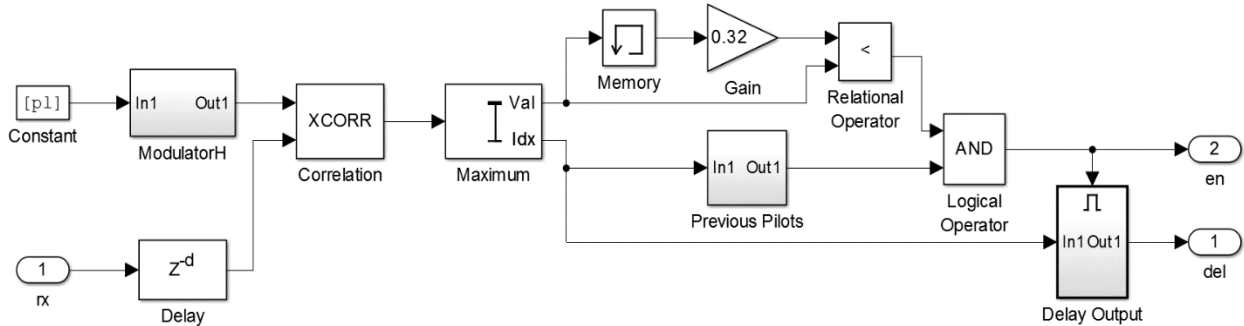 [pl]
Constant
In1 Out1
ModulatorH
1
rx
Z-d
Delay
XCORR
Correlation
Val
Idx
Maximum
Memory
0.32
Gain
<
Relational
Operator
In1 Out1
Previous Pilots
AND
Logical
Operator
In1 Out1
Delay Output
2
en
1
del